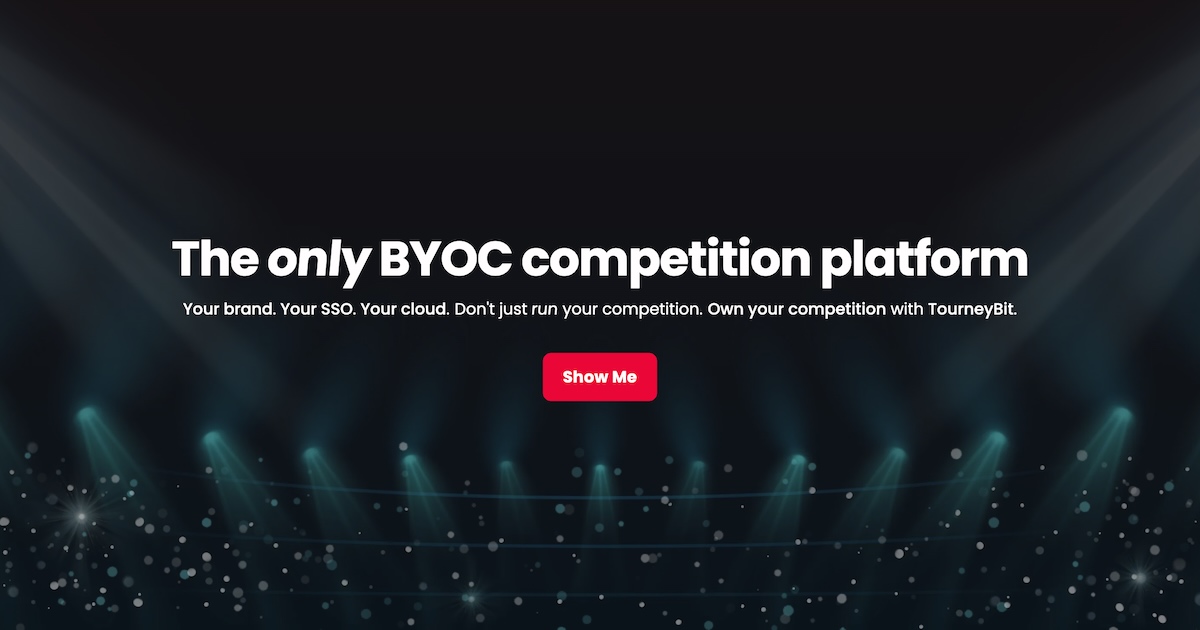 The only BYOC competition platform
Your brand. Your SSO. Your cloud. Don't just run your competition. Own your competition with TourneyBit.
Show Me